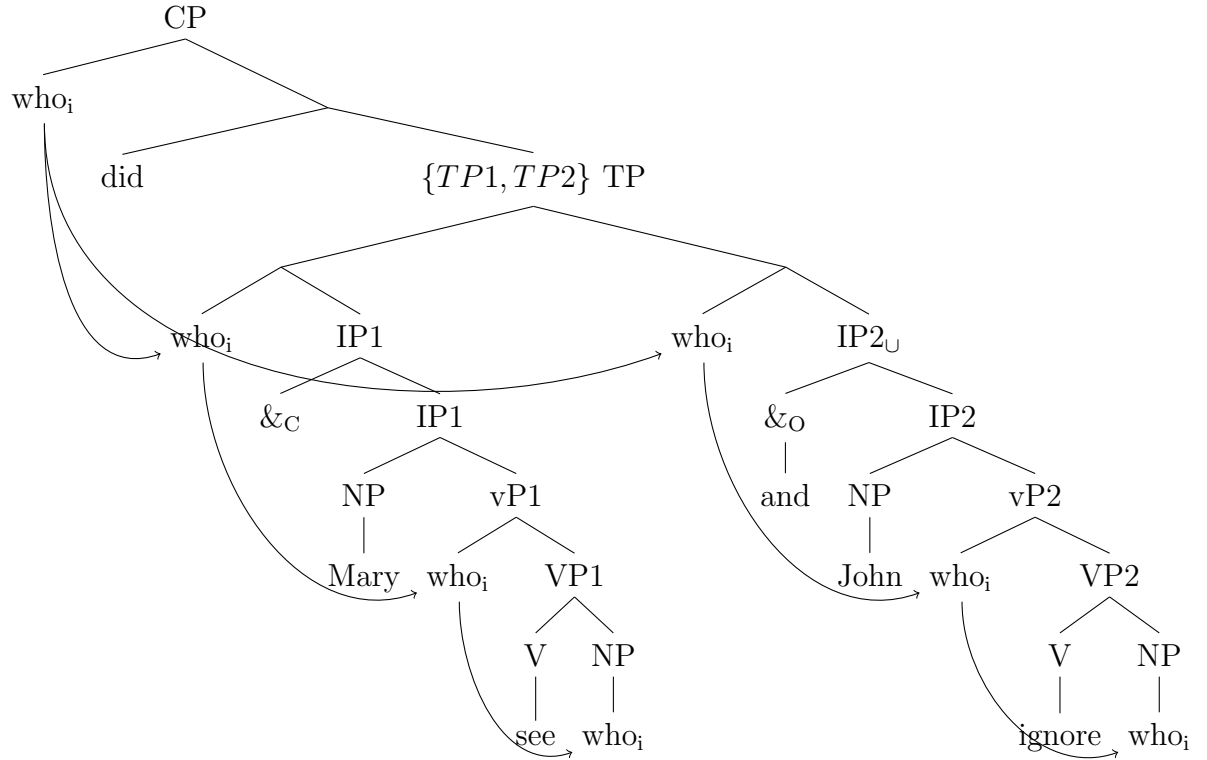 CP
who_i
did {TP1, TP2} TP
who_i IP1 who_i IP2_∪
&_C IP1 &_O IP2
NP vP1 and NP vP2
Mary who_i VP1 John who_i VP2
V NP V NP
see who_i ignore who_i